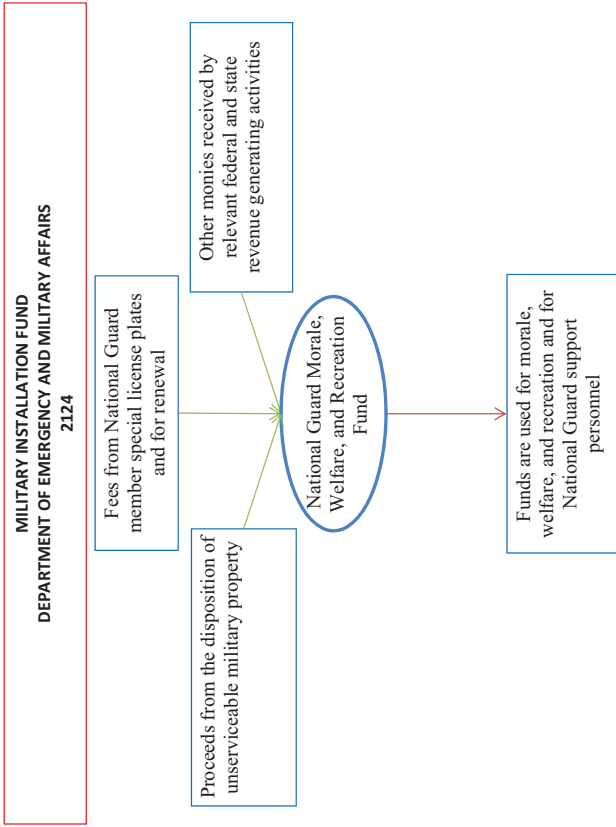 MILITARY INSTALLATION FUND
DEPARTMENT OF EMERGENCY AND MILITARY AFFAIRS
2124
Fees from National Guard
member special license plates
and for renewal
Proceeds from the disposition of
unserviceable military property
Other monies received by
relevant federal and state
revenue generating activities
National Guard Morale,
Welfare, and Recreation
Fund
Funds are used for morale,
welfare, and recreation and for
National Guard support
personnel